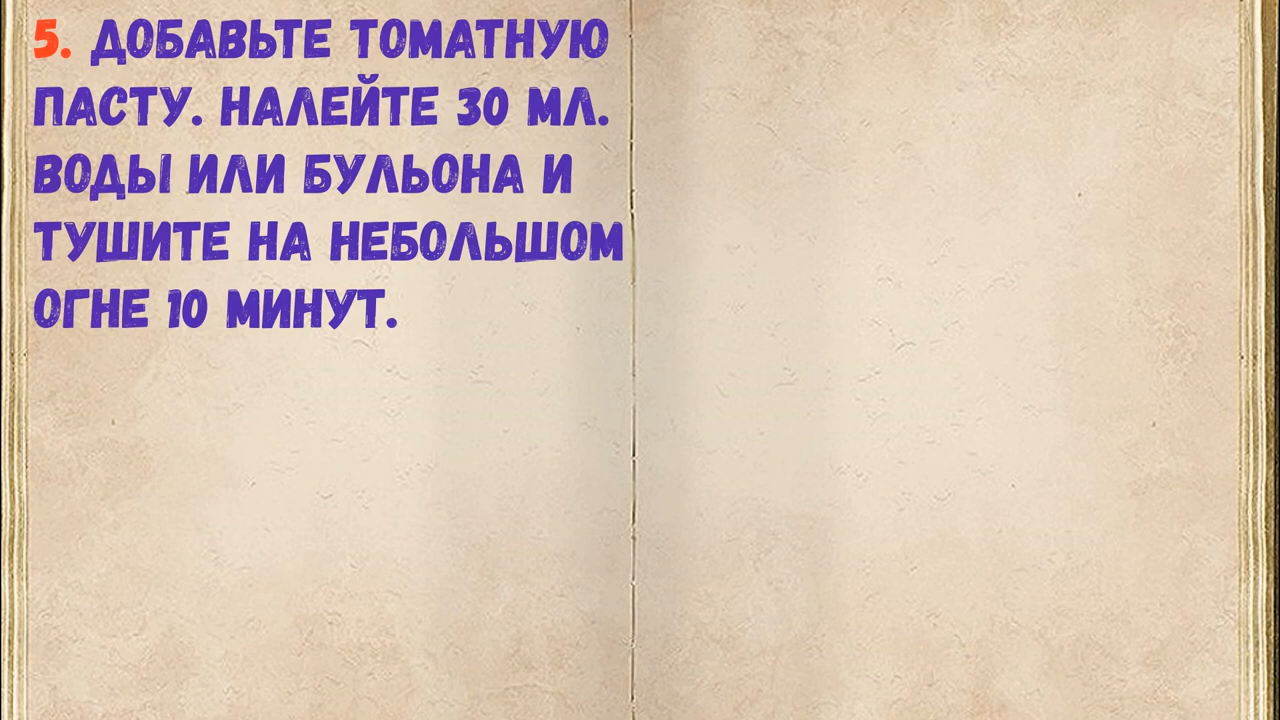 5. ДОБАВЬТЕ ТОМАТНУЮ
ПАСТУ. НАЛЕЙТЕ 30 МЛ.
ВОДЫ ИЛИ БУЛЬОНА И
ТУШИТЕ НА НЕБОЛЬШОМ
ОГНЕ 10 МИНУТ.